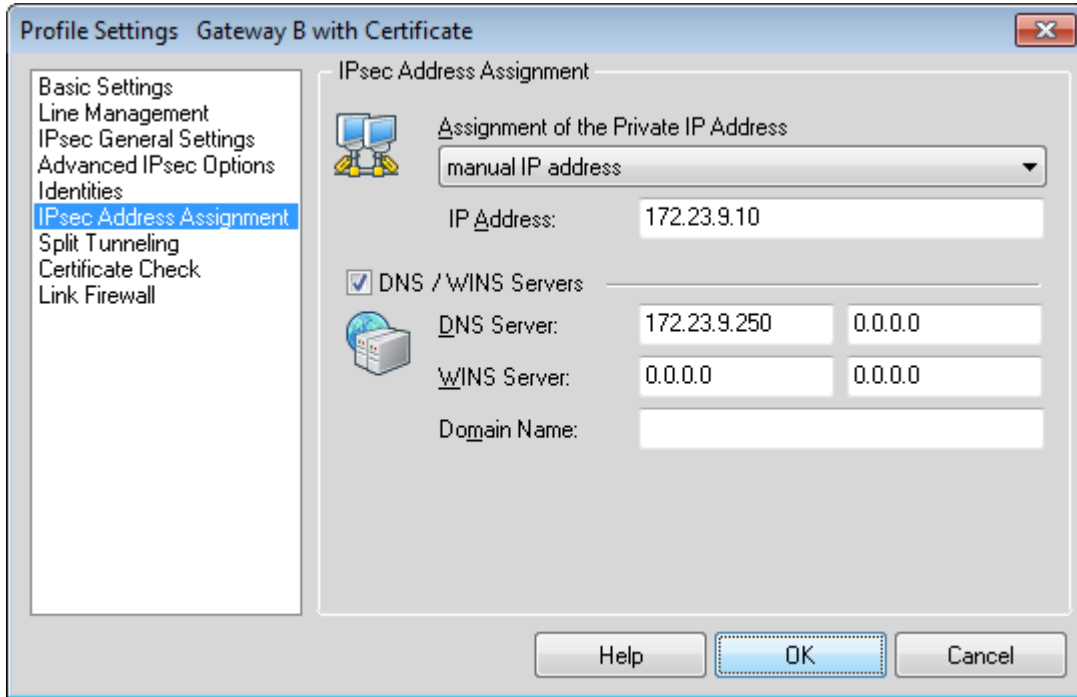 Profile Settings   Gateway B with Certificate
Basic Settings
Line Management
IPsec General Settings
Advanced IPsec Options
Identities
IPsec Address Assignment
Split Tunneling
Certificate Check
Link Firewall
IPsec Address Assignment
Assignment of the Private IP Address
manual IP address
IP Address: 172.23.9.10
DNS / WINS Servers
DNS Server: 172.23.9.250 0.0.0.0
WINS Server: 0.0.0.0 0.0.0.0
Domain Name:
Help OK Cancel